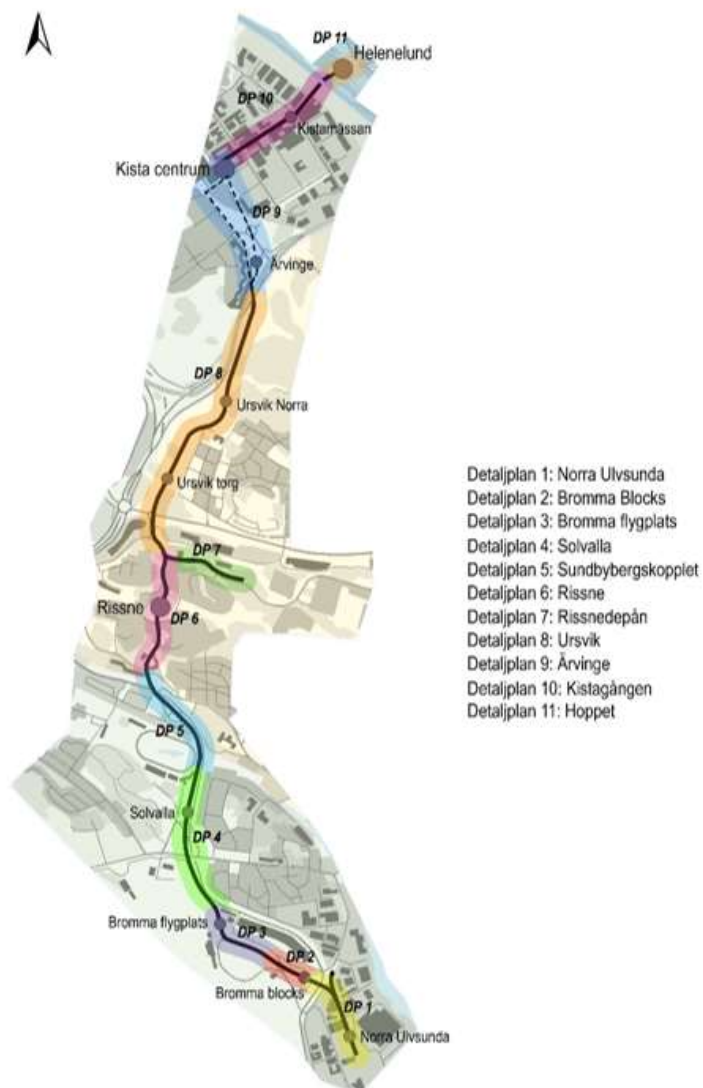 DP 11
Helenelund
DP 10
Kistamässan
Kista centrum
DP 9
Ärvinge
DP 8
Ursvik Norra
Ursvik torg
DP 7
Rissne
DP 6
DP 5
Solvalla
DP 4
Bromma flygplats
DP 3
DP 2
Bromma blocks
DP 1
Norra Ulvsunda
Detaljplan 1: Norra Ulvsunda
Detaljplan 2: Bromma Blocks
Detaljplan 3: Bromma flygplats
Detaljplan 4: Solvalla
Detaljplan 5: Sundbybergskopplet
Detaljplan 6: Rissne
Detaljplan 7: Rissnedepån
Detaljplan 8: Ursvik
Detaljplan 9: Ärvinge
Detaljplan 10: Kistagången
Detaljplan 11: Hoppet